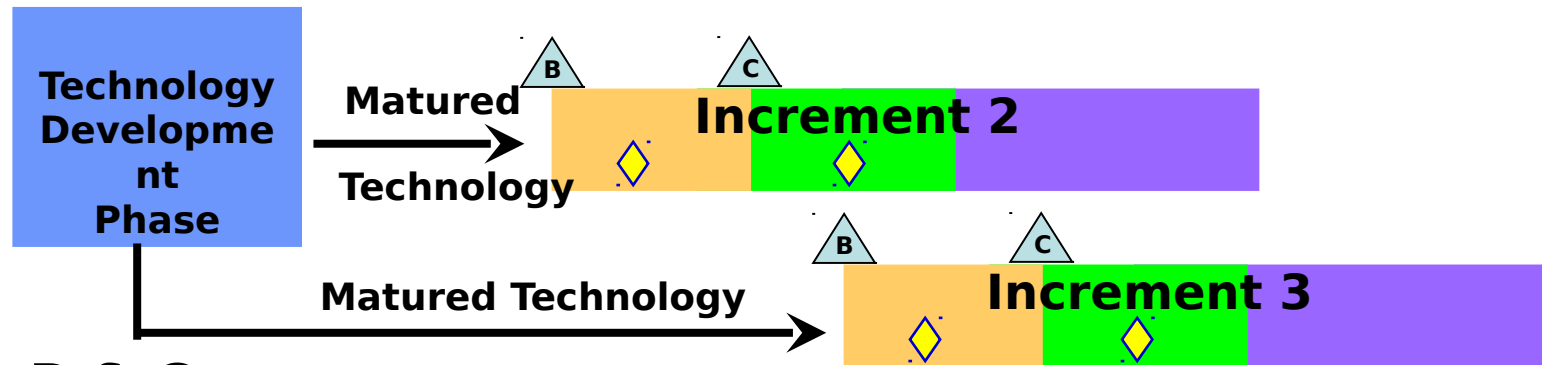 Technology
Developme
nt
Phase
Matured
Technology
B
C
Increment 2
Matured Technology
B
C
Increment 3